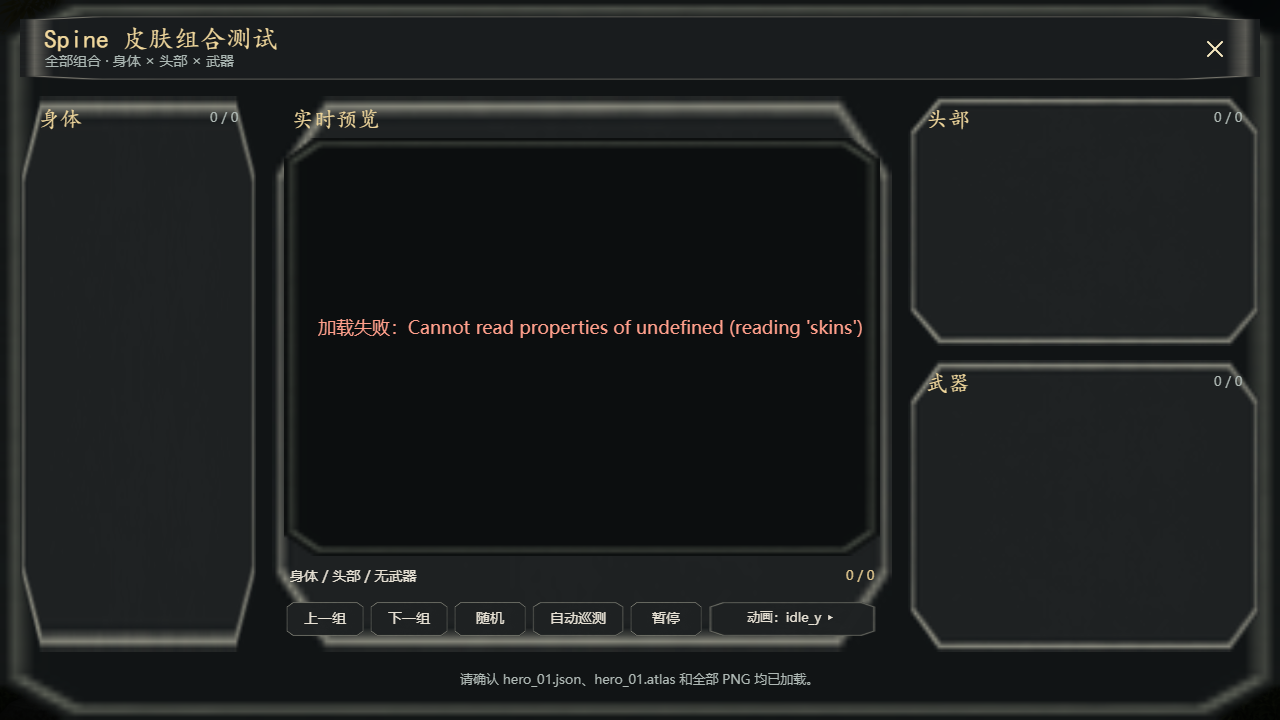 Spine 皮肤组合测试
全部组合 · 身体 × 头部 × 武器
×
身体 0 / 0
实时预览
加载失败：Cannot read properties of undefined (reading 'skins')
身体 / 头部 / 无武器 0 / 0
上一组 下一组 随机 自动巡测 暂停 动画：idle_y ▸
头部 0 / 0
武器 0 / 0
请确认 hero_01.json、hero_01.atlas 和全部 PNG 均已加载。